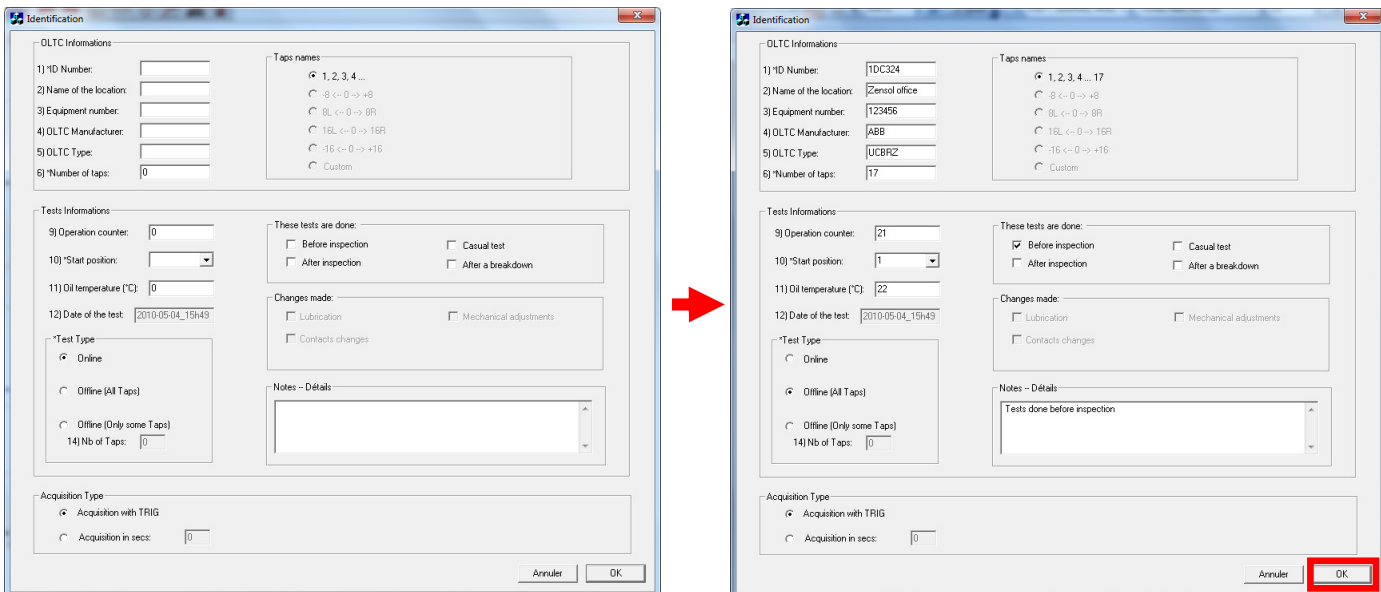 Identification
OLTC Informations
1) *ID Number:
2) Name of the location:
3) Equipment number:
4) OLTC Manufacturer:
5) OLTC Type:
6) *Number of taps: 0
Taps names
1, 2, 3, 4 ...
-8 <-- 0 --> +8
8L <-- 0 --> 8R
16L <-- 0 --> 16R
-16 <-- 0 --> +16
Custom
Tests Informations
9) Operation counter: 0
10) *Start position:
11) Oil temperature (°C): 0
12) Date of the test: 2010-05-04_15h49
*Test Type
Online
Offline (All Taps)
Offline (Only some Taps)
14) Nb of Taps: 0
These tests are done:
Before inspection
Casual test
After inspection
After a breakdown
Changes made:
Lubrication
Mechanical adjustments
Contacts changes
Notes -- Détails
Acquisition Type
Acquisition with TRIG
Acquisition in secs: 0
Annuler
OK
Identification
OLTC Informations
1) *ID Number: 1DC324
2) Name of the location: Zensol office
3) Equipment number: 123456
4) OLTC Manufacturer: ABB
5) OLTC Type: UCBRZ
6) *Number of taps: 17
Taps names
1, 2, 3, 4 ... 17
-8 <-- 0 --> +8
8L <-- 0 --> 8R
16L <-- 0 --> 16R
-16 <-- 0 --> +16
Custom
Tests Informations
9) Operation counter: 21
10) *Start position: 1
11) Oil temperature (°C): 22
12) Date of the test: 2010-05-04_15h49
*Test Type
Online
Offline (All Taps)
Offline (Only some Taps)
14) Nb of Taps: 0
These tests are done:
Before inspection
Casual test
After inspection
After a breakdown
Changes made:
Lubrication
Mechanical adjustments
Contacts changes
Notes -- Détails
Tests done before inspection
Acquisition Type
Acquisition with TRIG
Acquisition in secs: 0
Annuler
OK